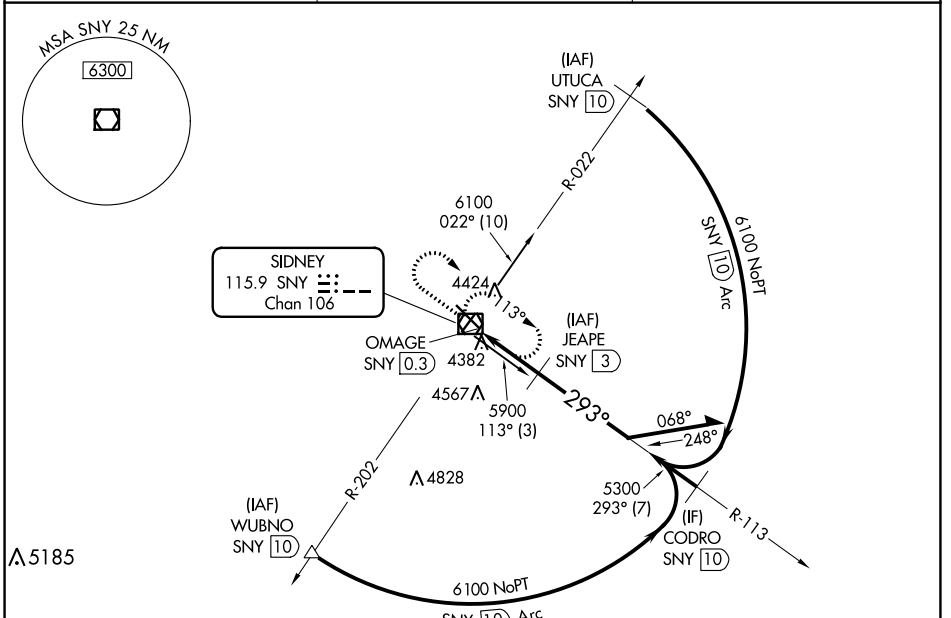 MSA SNY 25 NM
6300
(IAF)
UTUCA
SNY 10
R-022
6100
022° (10)
6100 NoPT
SNY 10 Arc
SIDNEY
115.9 SNY
Chan 106
4424
113°
(IAF)
JEAPE
SNY 3
OMAGE
SNY 0.3
4382
4567
5900
113° (3)
293°
068°
248°
R-202
4828
5300
293° (7)
(IAF)
WUBNO
SNY 10
(IF)
CODRO
SNY 10
R-113
5185
6100 NoPT
SNY 10 Arc